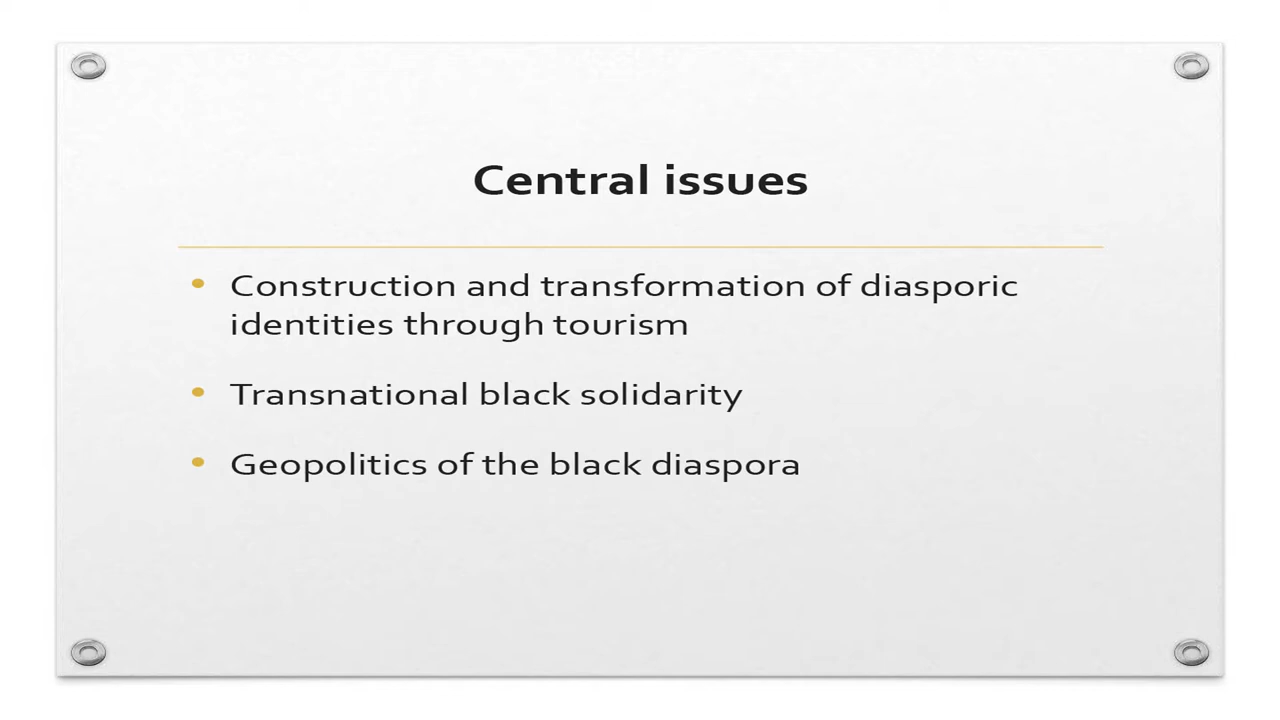 Central issues
• Construction and transformation of diasporic
identities through tourism
• Transnational black solidarity
• Geopolitics of the black diaspora